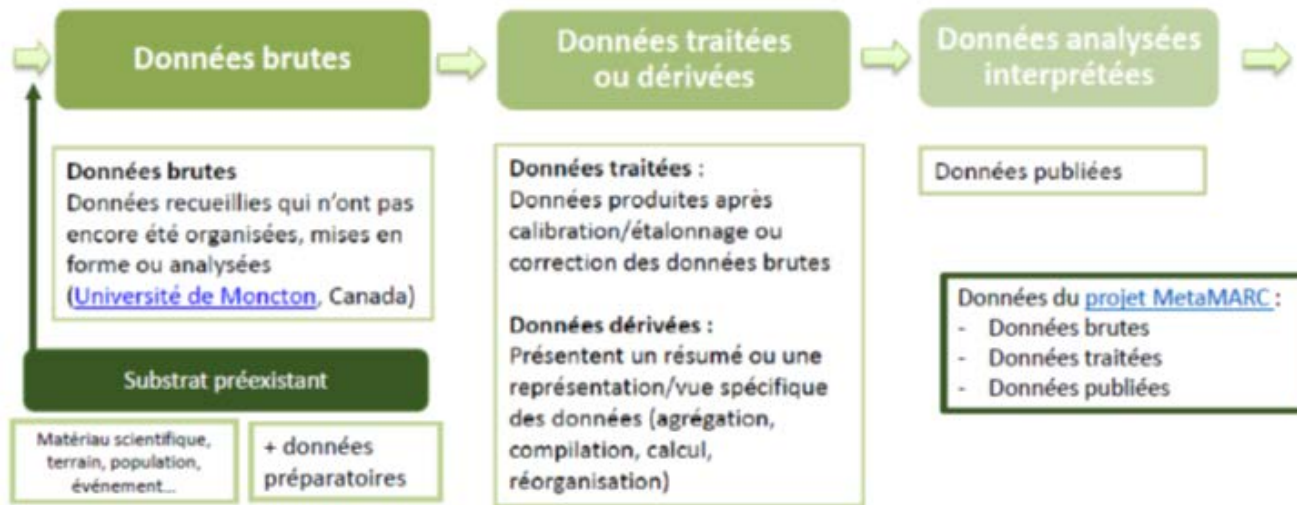 Données brutes
Données traitées
ou dérivées
Données analysées
interprétées
Données brutes
Données recueillies qui n'ont pas
encore été organisées, mises en
forme ou analysées
(Université de Moncton, Canada)
Substrat préexistant
Matériau scientifique,
terrain, population,
événement...
+ données
préparatoires
Données traitées :
Données produites après
calibration/étalonnage ou
correction des données brutes
Données dérivées :
Présentent un résumé ou une
représentation/vue spécifique
des données (agrégation,
compilation, calcul,
réorganisation)
Données publiées
Données du projet MetaMARC :
- Données brutes
- Données traitées
- Données publiées